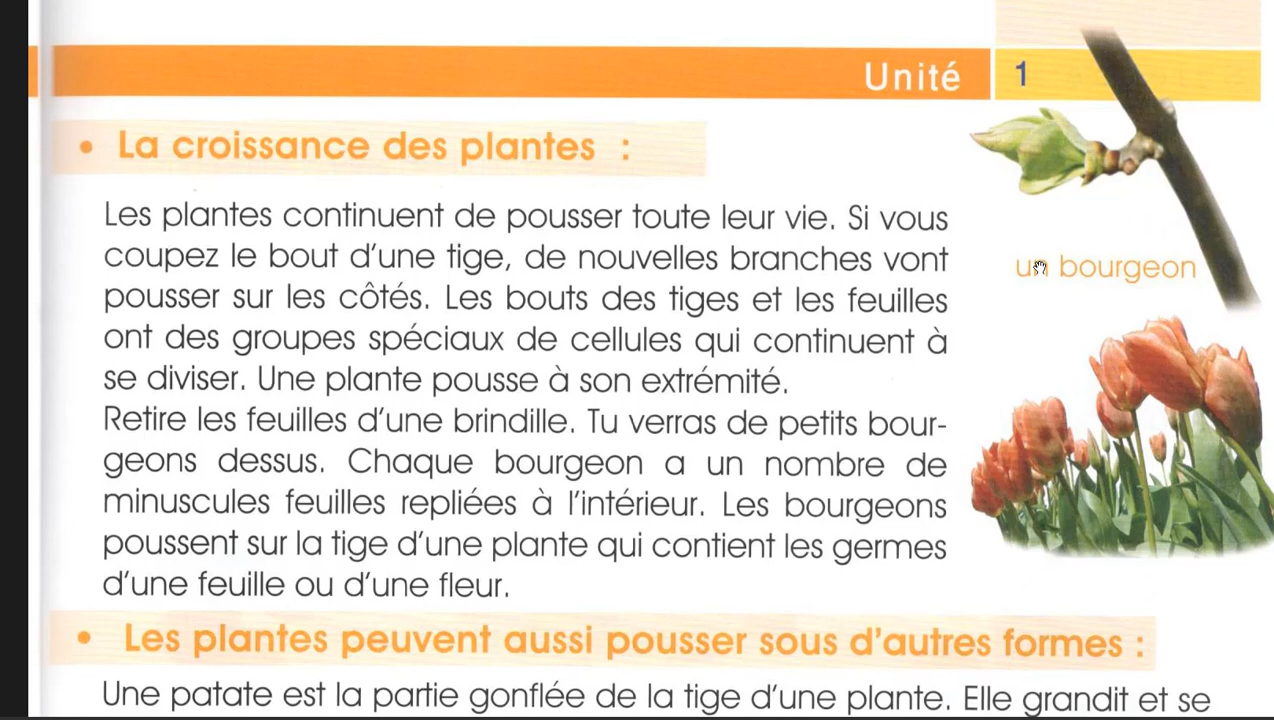 Unité 1
• La croissance des plantes :
Les plantes continuent de pousser toute leur vie. Si vous
coupez le bout d'une tige, de nouvelles branches vont
pousser sur les côtés. Les bouts des tiges et les feuilles
ont des groupes spéciaux de cellules qui continuent à
se diviser. Une plante pousse à son extrémité.
un bourgeon
Retire les feuilles d'une brindille. Tu verras de petits bour-
geons dessus. Chaque bourgeon a un nombre de
minuscules feuilles repliées à l'intérieur. Les bourgeons
poussent sur la tige d'une plante qui contient les germes
d'une feuille ou d'une fleur.
• Les plantes peuvent aussi pousser sous d'autres formes :
Une patate est la partie gonflée de la tige d'une plante. Elle grandit et se